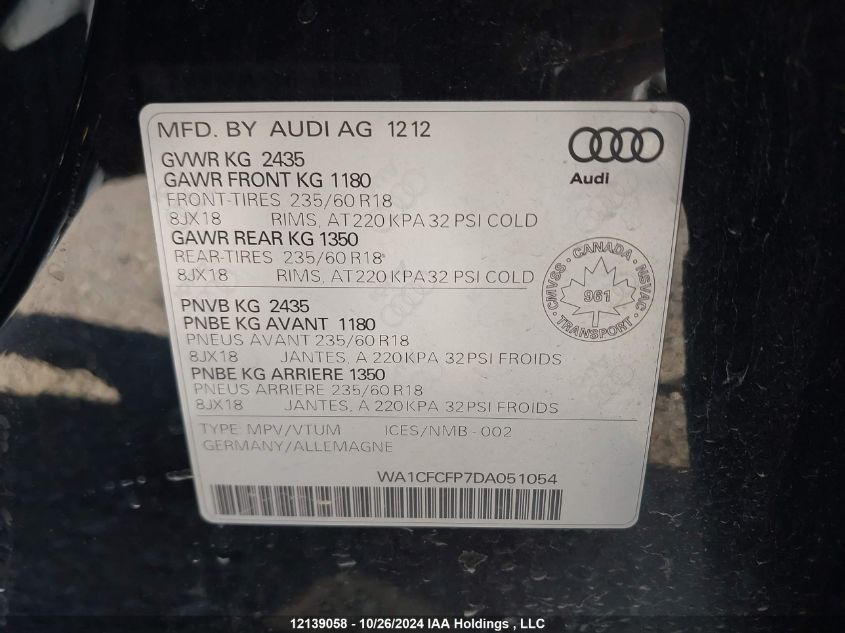 MFD. BY AUDI AG 12 12
Audi
GVWR KG 2435
GAWR FRONT KG 1180
FRONT-TIRES 235/60 R18
8JX18 RIMS, AT 220 KPA 32 PSI COLD
GAWR REAR KG 1350
REAR-TIRES 235/60 R18
8JX18 RIMS, AT 220 KPA 32 PSI COLD
CMVSS CANADA NSVAC
961
TRANSPORT
PNVB KG 2435
PNBE KG AVANT 1180
PNEUS AVANT 235/60 R18
8JX18 JANTES, A 220 KPA 32 PSI FROIDS
PNBE KG ARRIERE 1350
PNEUS ARRIERE 235/60 R18
8JX18 JANTES, A 220 KPA 32 PSI FROIDS
TYPE: MPV/VTUM ICES/NMB - 002
GERMANY/ALLEMAGNE
WA1CFCFP7DA051054
12139058 - 10/26/2024 IAA Holdings , LLC